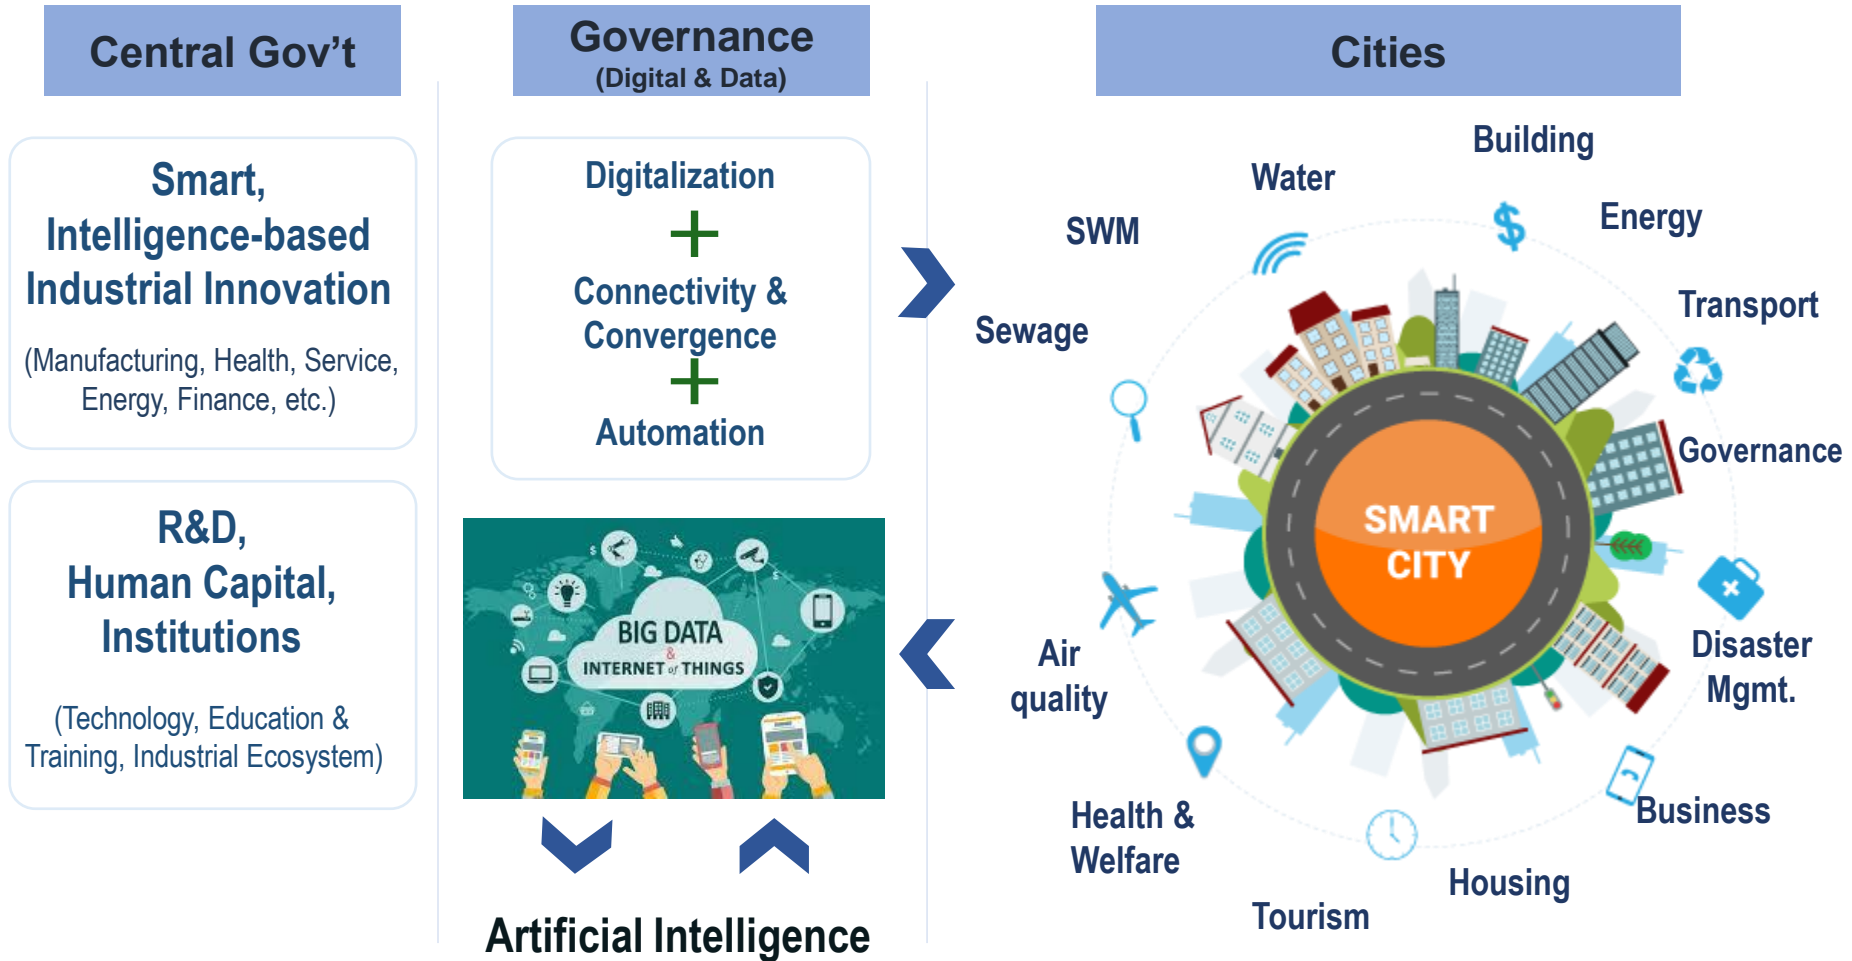 Central Gov’t
Smart,
Intelligence-based
Industrial Innovation
(Manufacturing, Health, Service,
Energy, Finance, etc.)
R&D,
Human Capital,
Institutions
(Technology, Education &
Training, Industrial Ecosystem)
Governance
(Digital & Data)
Digitalization
+
Connectivity &
Convergence
+
Automation
BIG DATA
&
INTERNET of THINGS
Artificial Intelligence
Cities
Building
Water
Energy
SWM
Transport
Sewage
Governance
SMART
CITY
Disaster
Mgmt.
Air
quality
Business
Health &
Welfare
Housing
Tourism